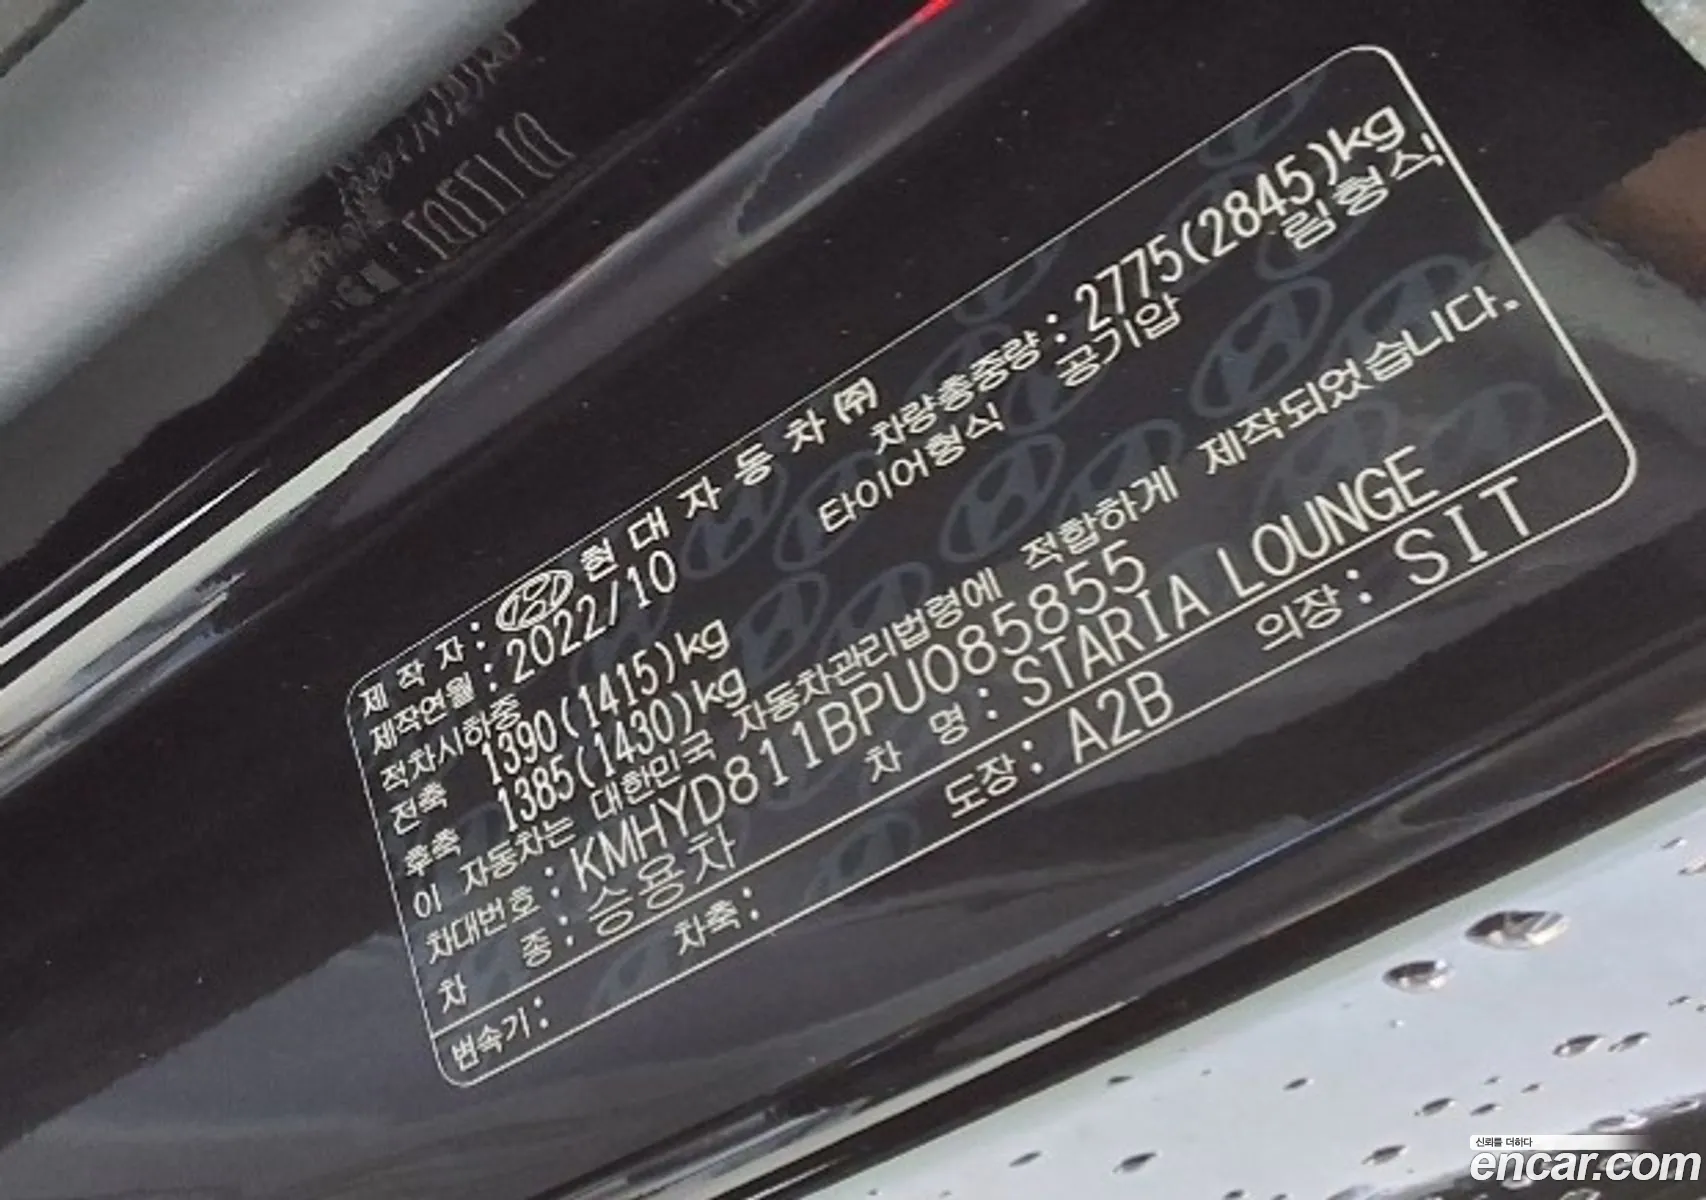 제 작 자 : 현 대 자 동 차 ㈜
제작연월 : 2022/10 차량총중량 : 2775(2845)kg
적차시하중 타이어형식 공기압 림형식
전축 1390(1415)kg
후축 1385(1430)kg
이 자동차는 대한민국 자동차관리법령에 적합하게 제작되었습니다.
차대번호 : KMHYD811BPU085855
차 종 : 승용차 차 명 : STARIA LOUNGE
변속기 : 차축 : 도장 : A2B 의장 : SIT
신뢰를 더하다
encar.com